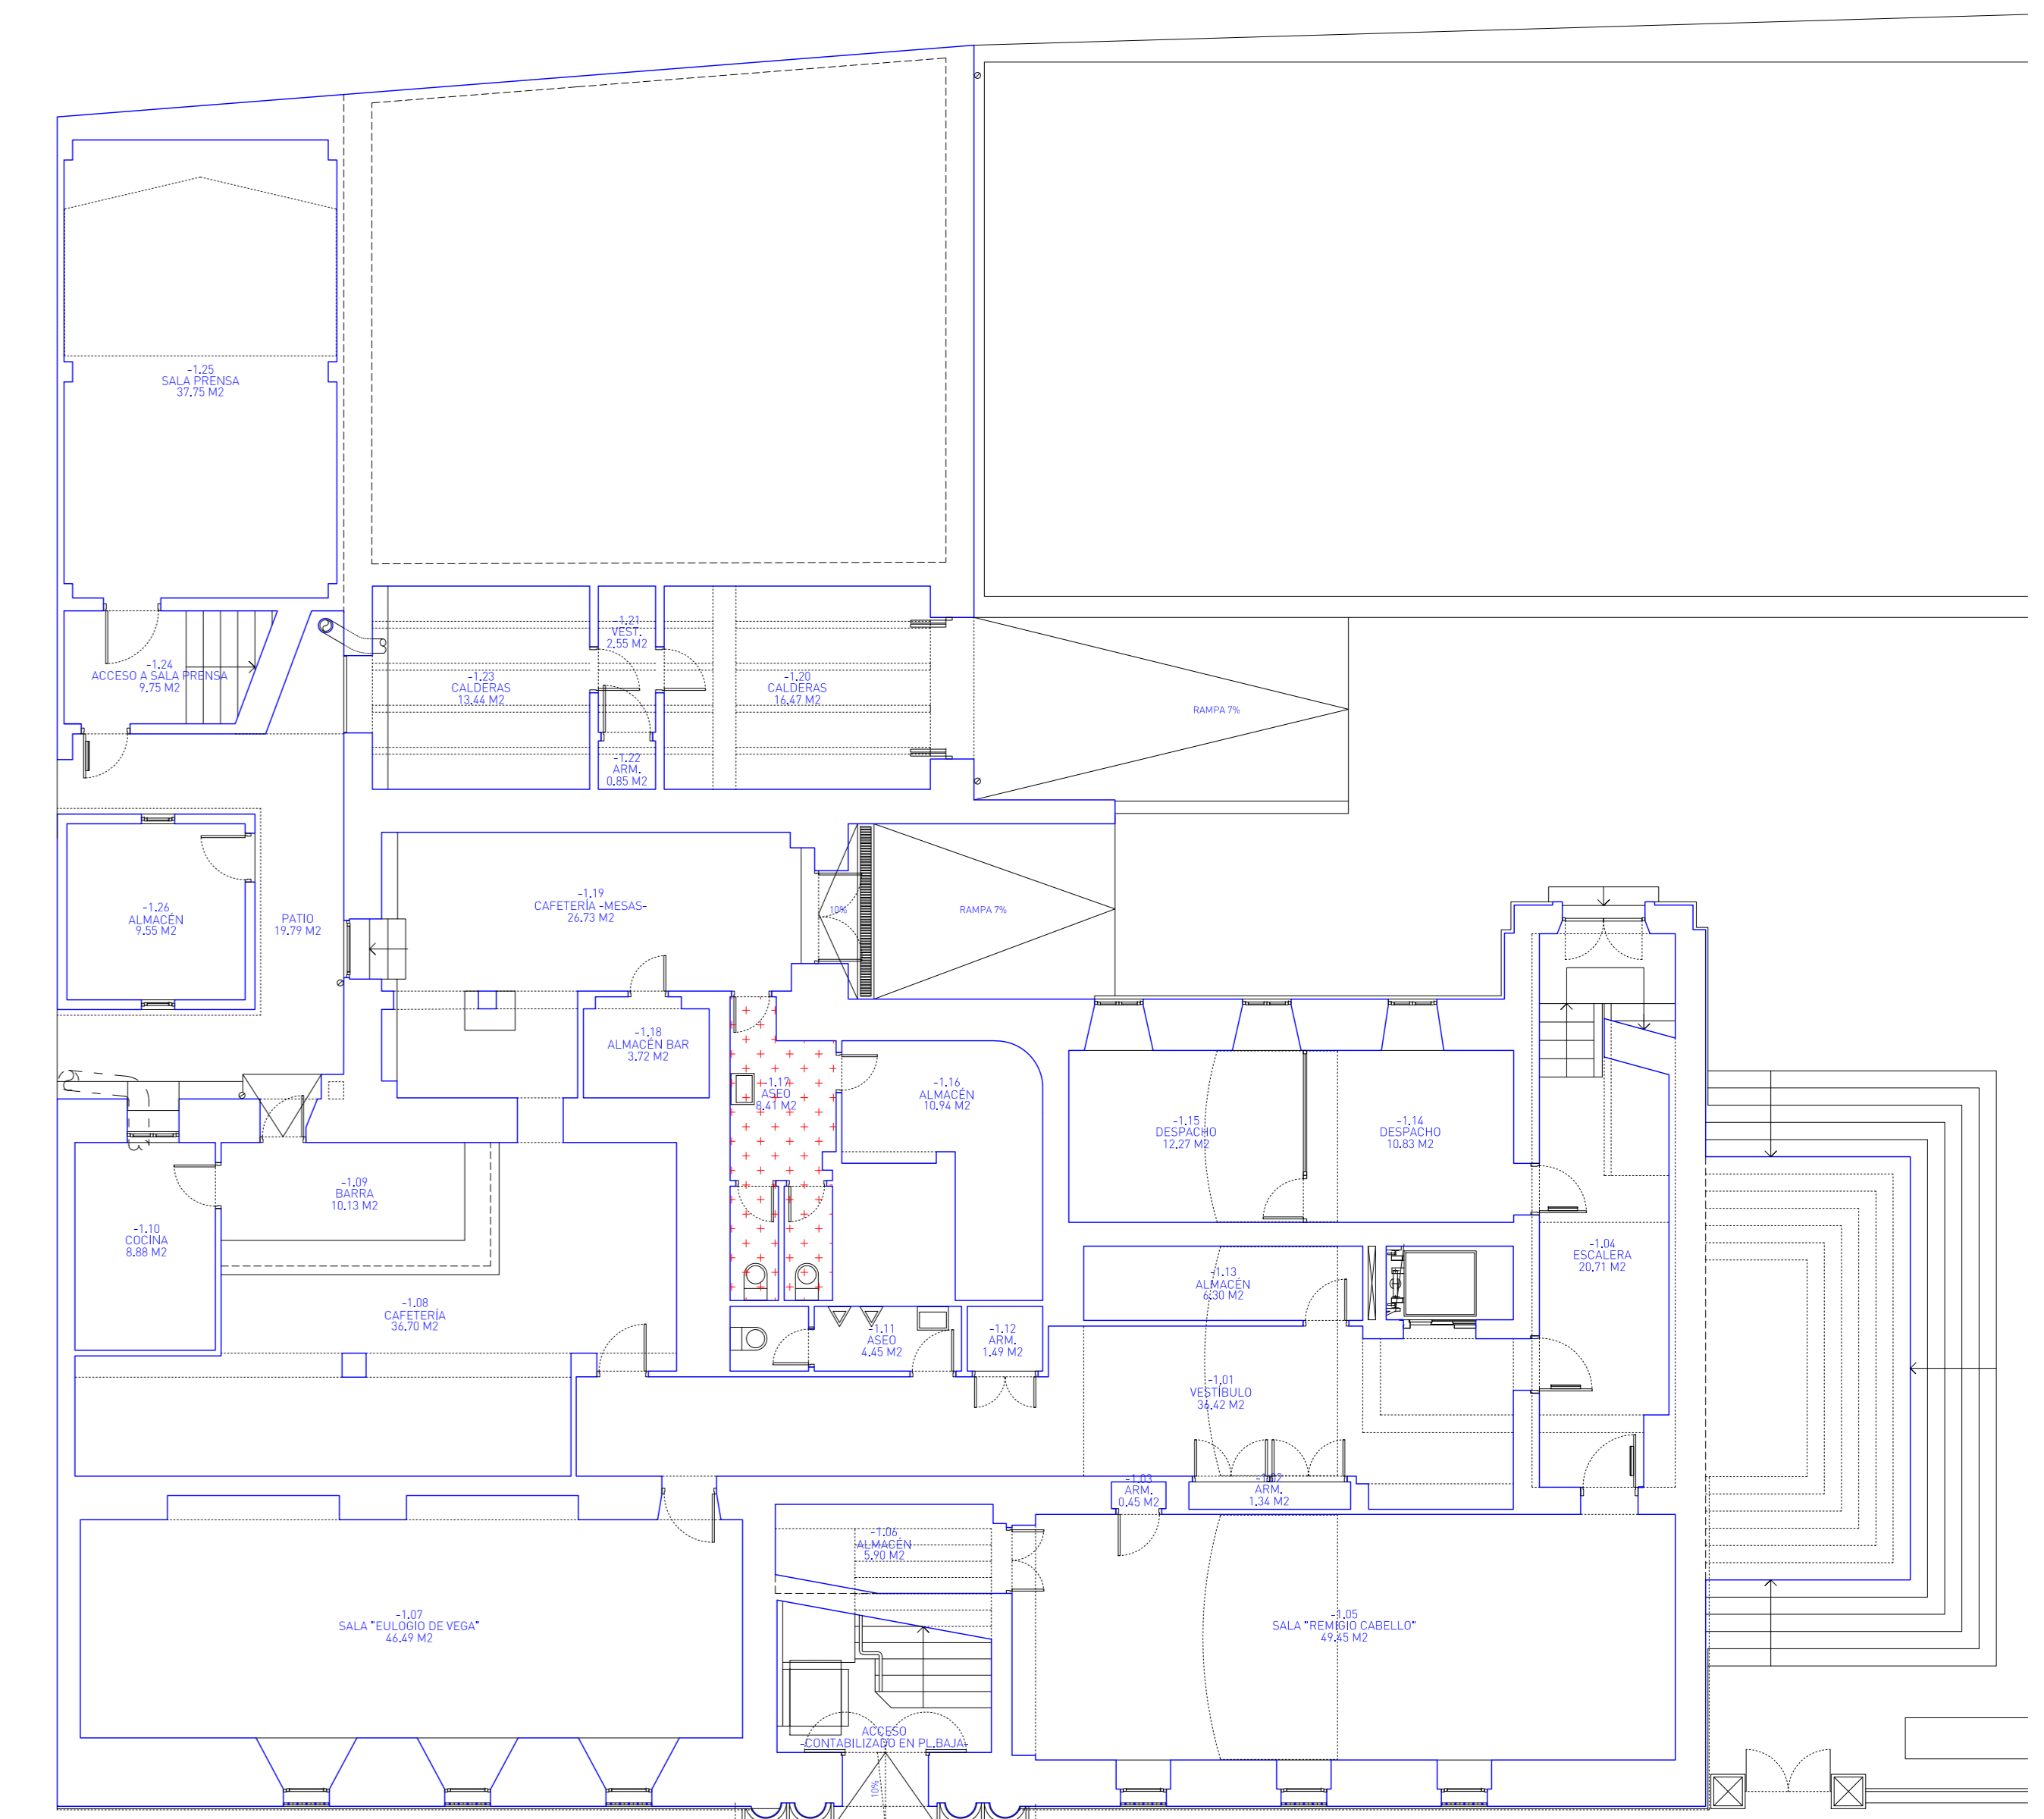 -1.25
SALA PRENSA
37.75 M2
-1.21
VEST.
2.55 M2
-1.24
ACCESO A SALA PRENSA
9.75 M2
-1.23
CALDERAS
13.44 M2
-1.20
CALDERAS
16.47 M2
RAMPA 7%
-1.22
ARM.
0.85 M2
-1.26
ALMACÉN
9.55 M2
PATIO
19.79 M2
-1.19
CAFETERÍA -MESAS-
26.73 M2
10%
RAMPA 7%
-1.18
ALMACÉN BAR
3.72 M2
-1.17
ASEO
8.41 M2
-1.16
ALMACÉN
10.94 M2
-1.15
DESPACHO
12.27 M2
-1.14
DESPACHO
10.83 M2
-1.09
BARRA
10.13 M2
-1.10
COCINA
8.88 M2
-1.04
ESCALERA
20.71 M2
-1.13
ALMACÉN
6.30 M2
-1.08
CAFETERÍA
36.70 M2
-1.11
ASEO
4.45 M2
-1.12
ARM.
1.49 M2
-1.01
VESTÍBULO
36.42 M2
-1.03
ARM.
0.45 M2
-1.02
ARM.
1.34 M2
-1.06
ALMACÉN
5.90 M2
-1.07
SALA "EULOGIO DE VEGA"
46.49 M2
-1.05
SALA "REMIGIO CABELLO"
49.45 M2
ACCESO
-CONTABILIZADO EN PL.BAJA-
10%